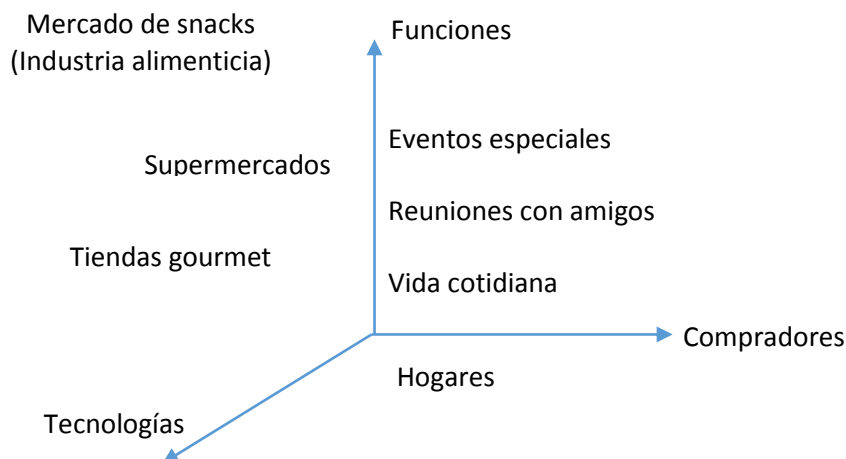 Mercado de snacks
(Industria alimenticia)
Funciones
Eventos especiales
Supermercados
Reuniones con amigos
Tiendas gourmet
Vida cotidiana
Compradores
Hogares
Tecnologías